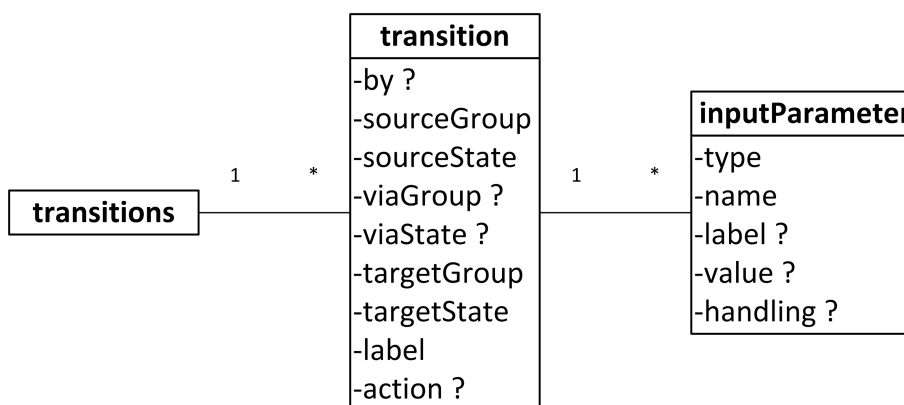 transitions
1 *
transition
-by ?
-sourceGroup
-sourceState
-viaGroup ?
-viaState ?
-targetGroup
-targetState
-label
-action ?
1 *
inputParameter
-type
-name
-label ?
-value ?
-handling ?